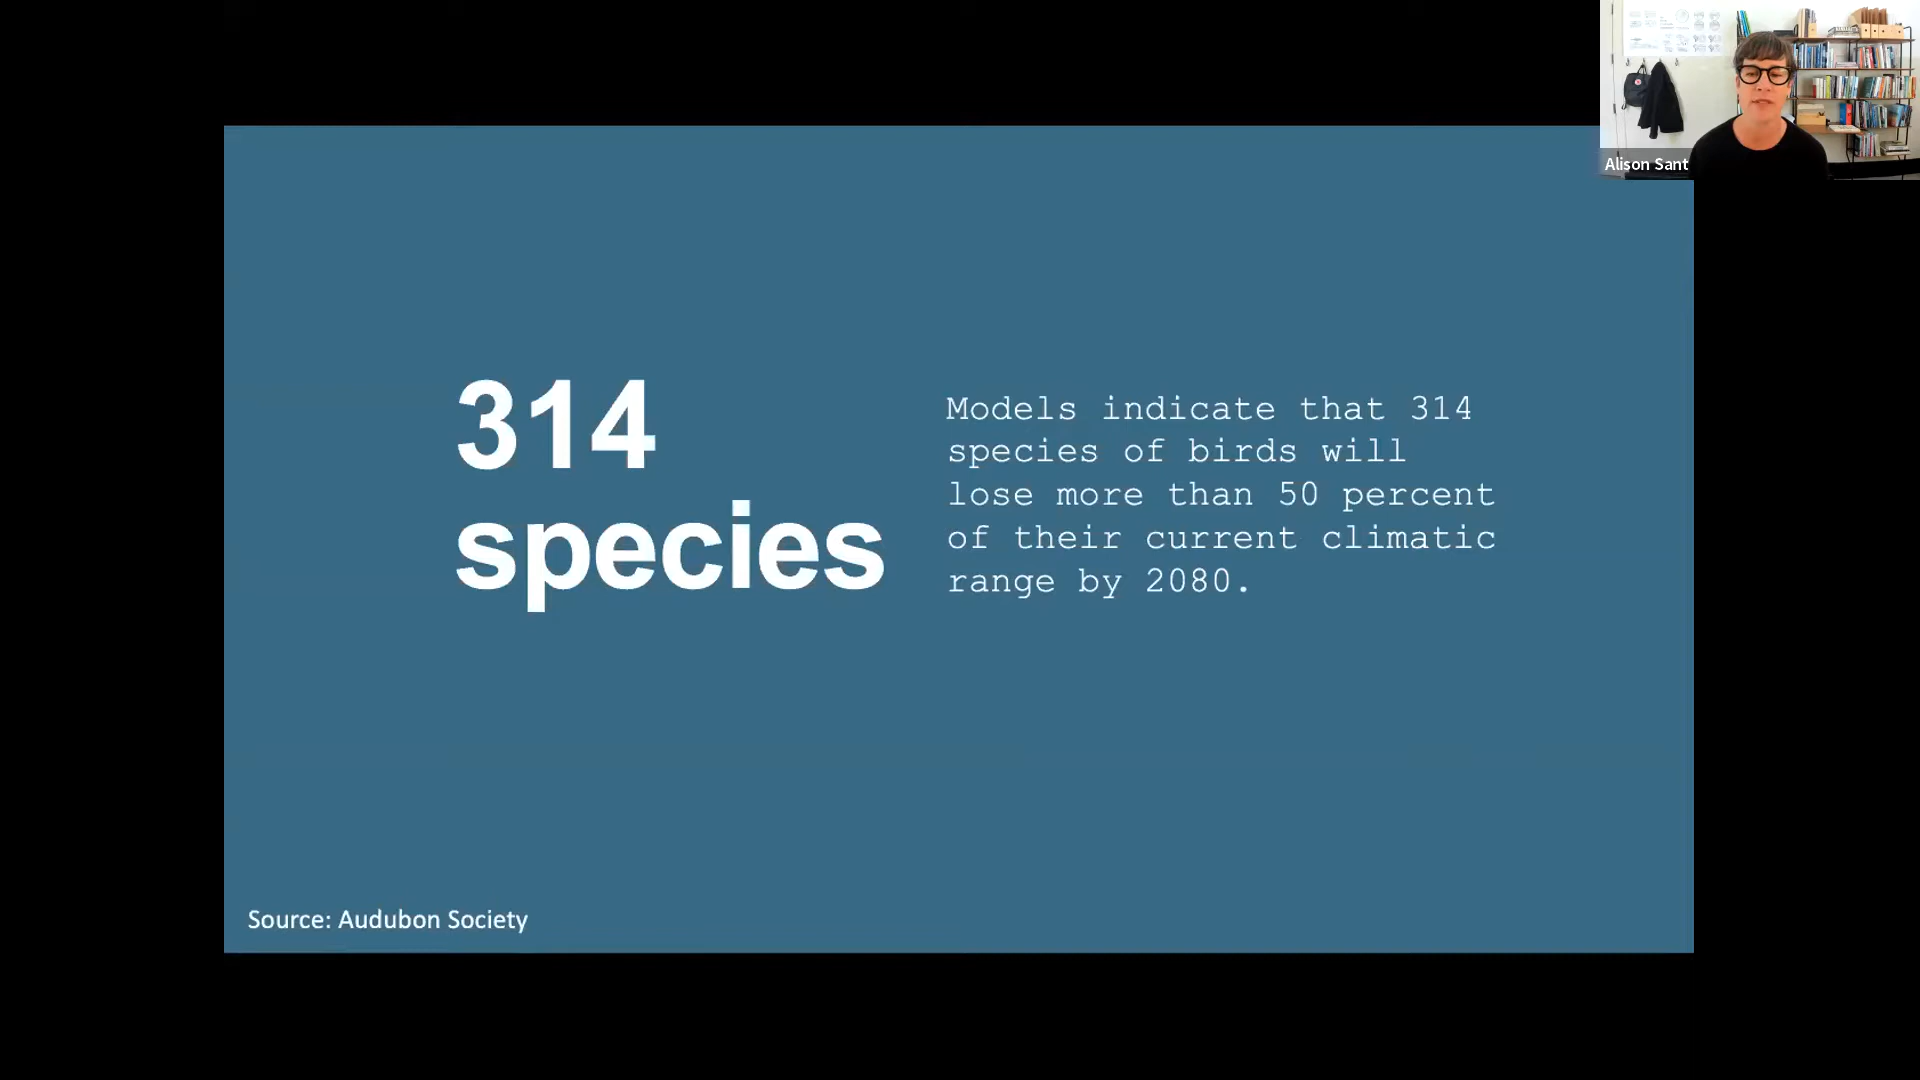 Alison Sant
314
species
Models indicate that 314
species of birds will
lose more than 50 percent
of their current climatic
range by 2080.
Source: Audubon Society